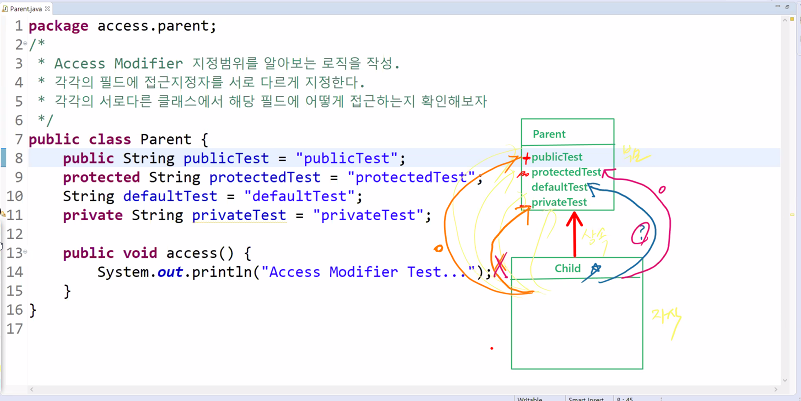 Parent.java
1 package access.parent;
2 /*
3 * Access Modifier 지정범위를 알아보는 로직을 작성.
4 * 각각의 필드에 접근지정자를 서로 다르게 지정한다.
5 * 각각의 서로다른 클래스에서 해당 필드에 어떻게 접근하는지 확인해보자
6 */
7 public class Parent {
8 public String publicTest = "publicTest";
9 protected String protectedTest = "protectedTest";
10 String defaultTest = "defaultTest";
11 private String privateTest = "privateTest";
12
13 public void access() {
14 System.out.println("Access Modifier Test...");
15 }
16 }
17
Parent
+ publicTest
protectedTest
defaultTest
- privateTest
부모
상속
?
X
Child
자식
Writable Smart Insert 8 : 45